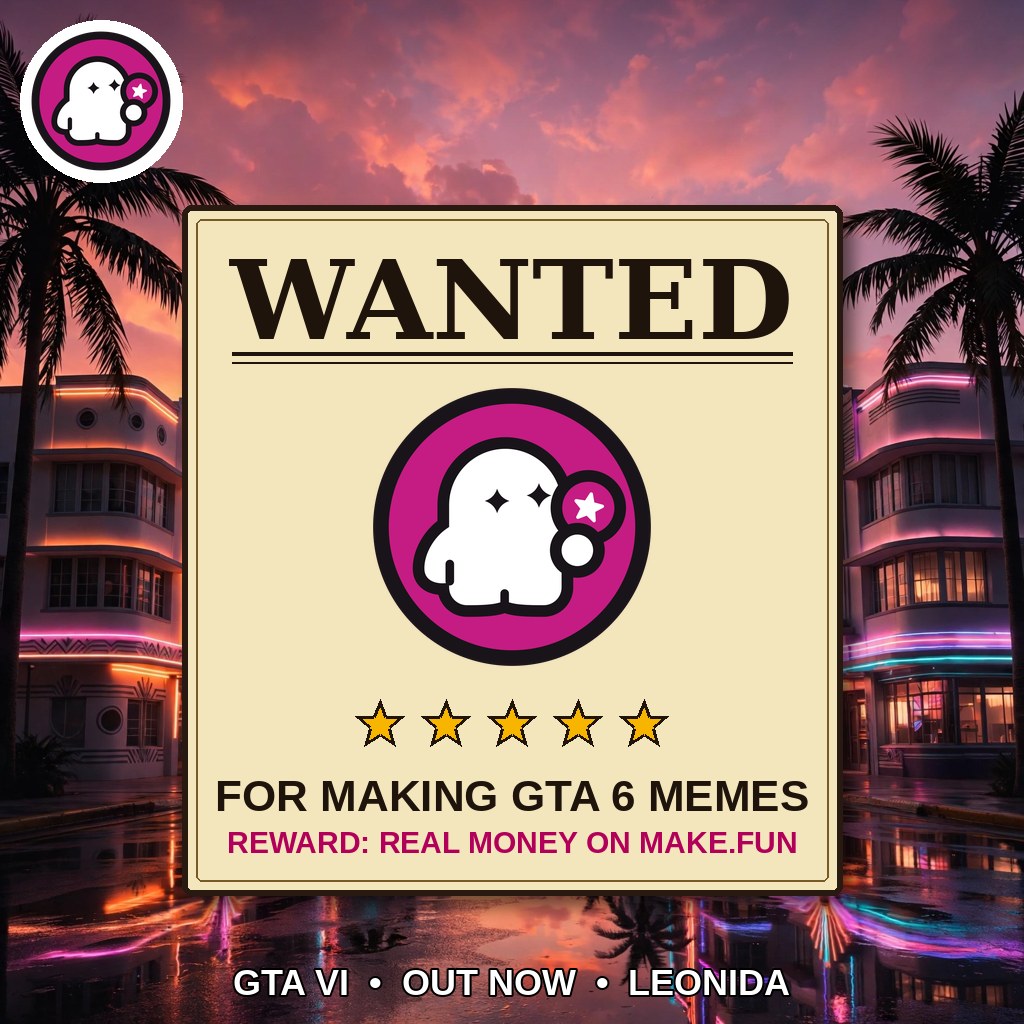 WANTED
FOR MAKING GTA 6 MEMES
REWARD: REAL MONEY ON MAKE.FUN
GTA VI • OUT NOW • LEONIDA